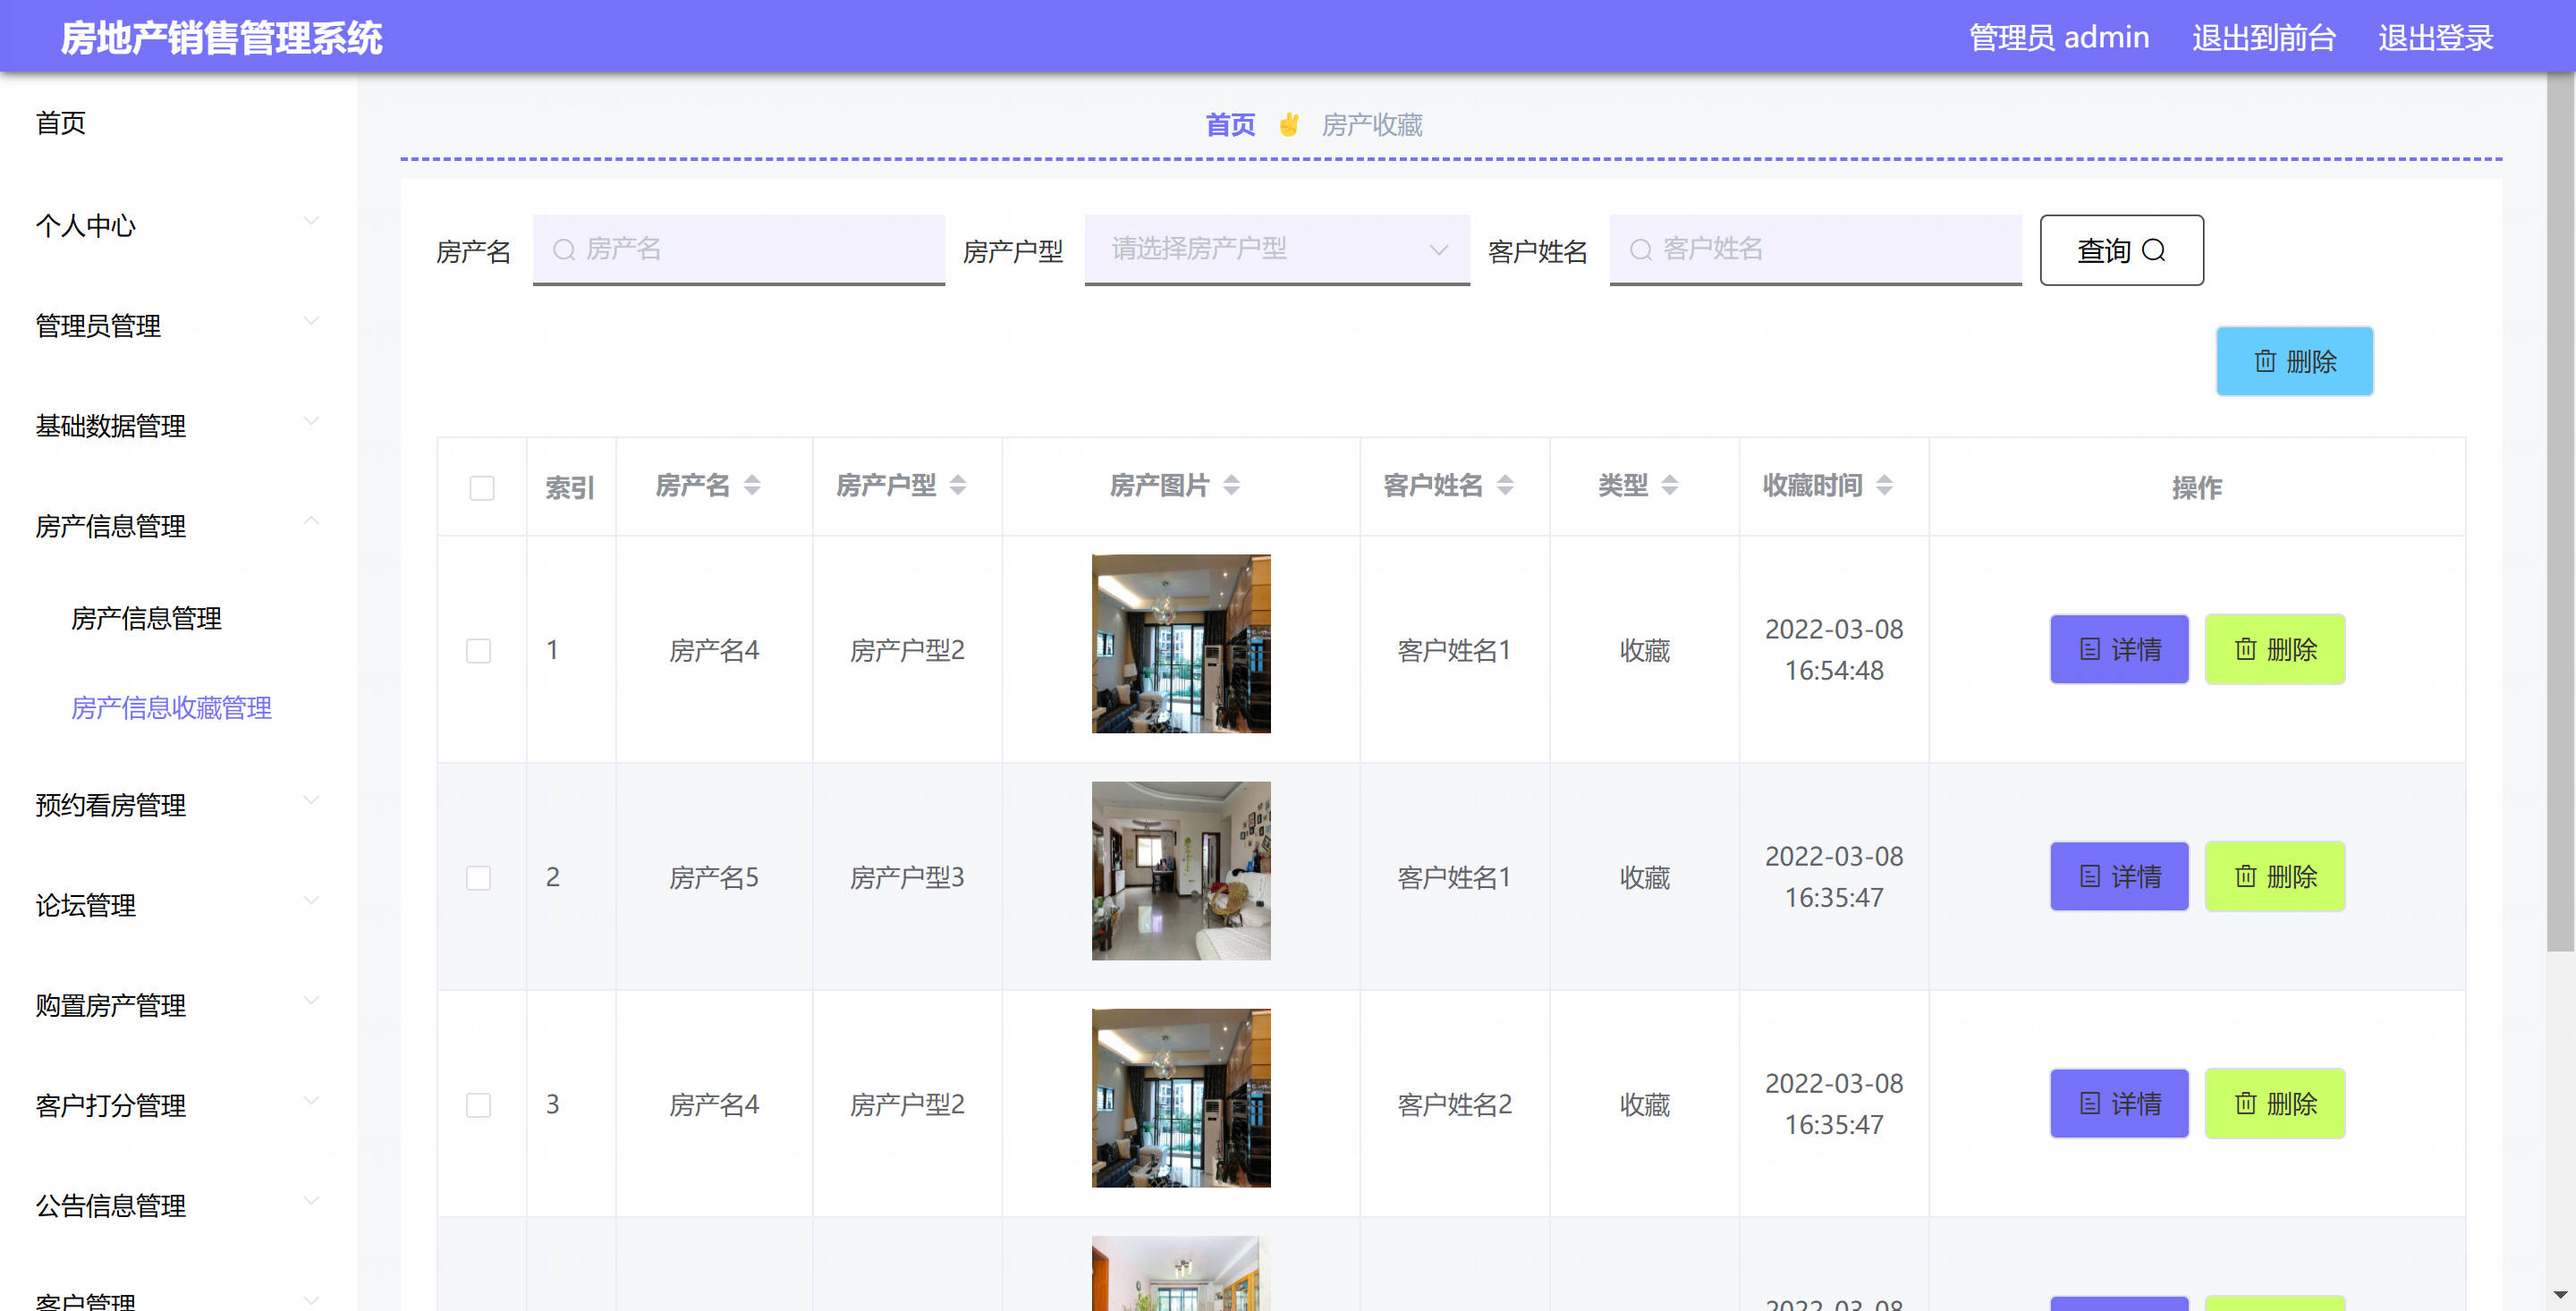 房地产销售管理系统
管理员 admin 退出到前台 退出登录
首页
个人中心
管理员管理
基础数据管理
房产信息管理
房产信息管理
房产信息收藏管理
预约看房管理
论坛管理
购置房产管理
客户打分管理
公告信息管理
客户管理
首页 房产收藏
房产名 房产名 房产户型 请选择房产户型 客户姓名 客户姓名 查询
删除
索引 房产名 房产户型 房产图片 客户姓名 类型 收藏时间 操作
1 房产名4 房产户型2 客户姓名1 收藏 2022-03-08 详情 删除
16:54:48
2 房产名5 房产户型3 客户姓名1 收藏 2022-03-08 详情 删除
16:35:47
3 房产名4 房产户型2 客户姓名2 收藏 2022-03-08 详情 删除
16:35:47
2022-03-08